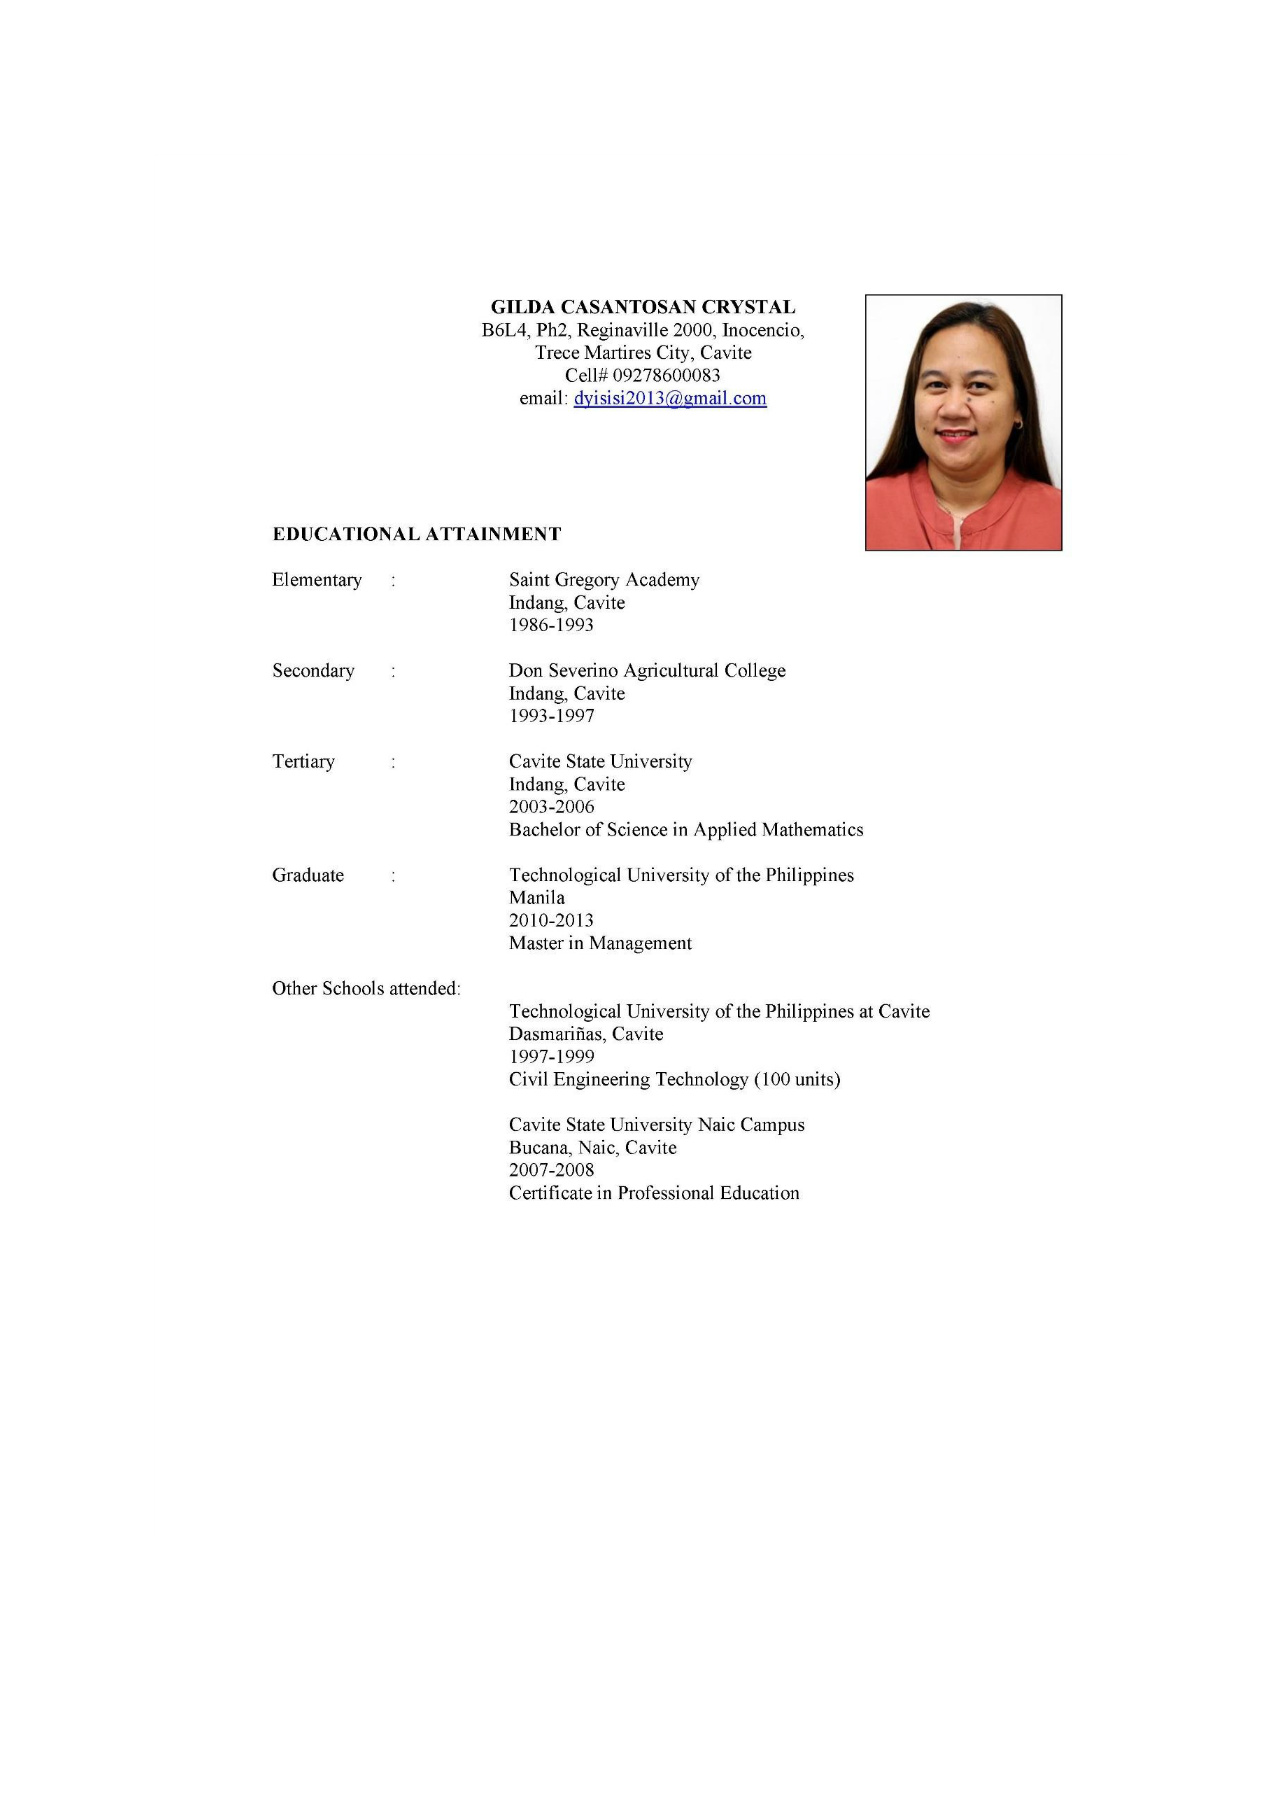 GILDA CASANTOSAN CRYSTAL
B6L4, Ph2, Reginaville 2000, Inocencio,
Trece Martires City, Cavite
Cell# 09278600083
email: dyisisi2013@gmail.com
EDUCATIONAL ATTAINMENT
Elementary : Saint Gregory Academy
Indang, Cavite
1986-1993
Secondary : Don Severino Agricultural College
Indang, Cavite
1993-1997
Tertiary : Cavite State University
Indang, Cavite
2003-2006
Bachelor of Science in Applied Mathematics
Graduate : Technological University of the Philippines
Manila
2010-2013
Master in Management
Other Schools attended:
Technological University of the Philippines at Cavite
Dasmariñas, Cavite
1997-1999
Civil Engineering Technology (100 units)
Cavite State University Naic Campus
Bucana, Naic, Cavite
2007-2008
Certificate in Professional Education